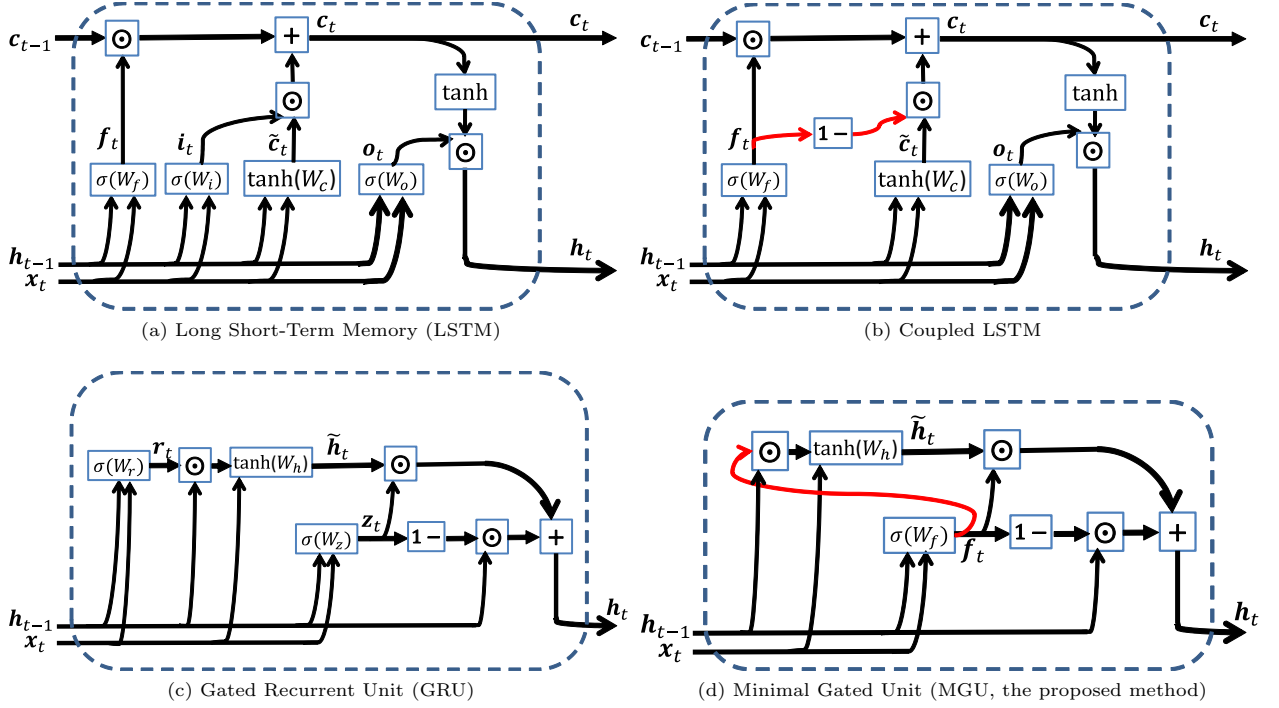 c_t
c_t
c_{t−1} ⊙ +
tanh
f_t i_t ⊙
c̃_t o_t ⊙
σ(W_f) σ(W_i) tanh(W_c) σ(W_o)
h_{t−1} h_t
x_t
(a) Long Short-Term Memory (LSTM)
c_t
c_t
c_{t−1} ⊙ +
tanh
f_t 1− ⊙
c̃_t o_t ⊙
σ(W_f) tanh(W_c) σ(W_o)
h_{t−1} h_t
x_t
(b) Coupled LSTM
r_t h̃_t
σ(W_r) ⊙ tanh(W_h) ⊙
z_t
σ(W_z) 1− ⊙ +
h_{t−1} h_t
x_t
(c) Gated Recurrent Unit (GRU)
h̃_t
⊙ tanh(W_h) ⊙
σ(W_f) 1− ⊙ +
f_t
h_{t−1} h_t
x_t
(d) Minimal Gated Unit (MGU, the proposed method)